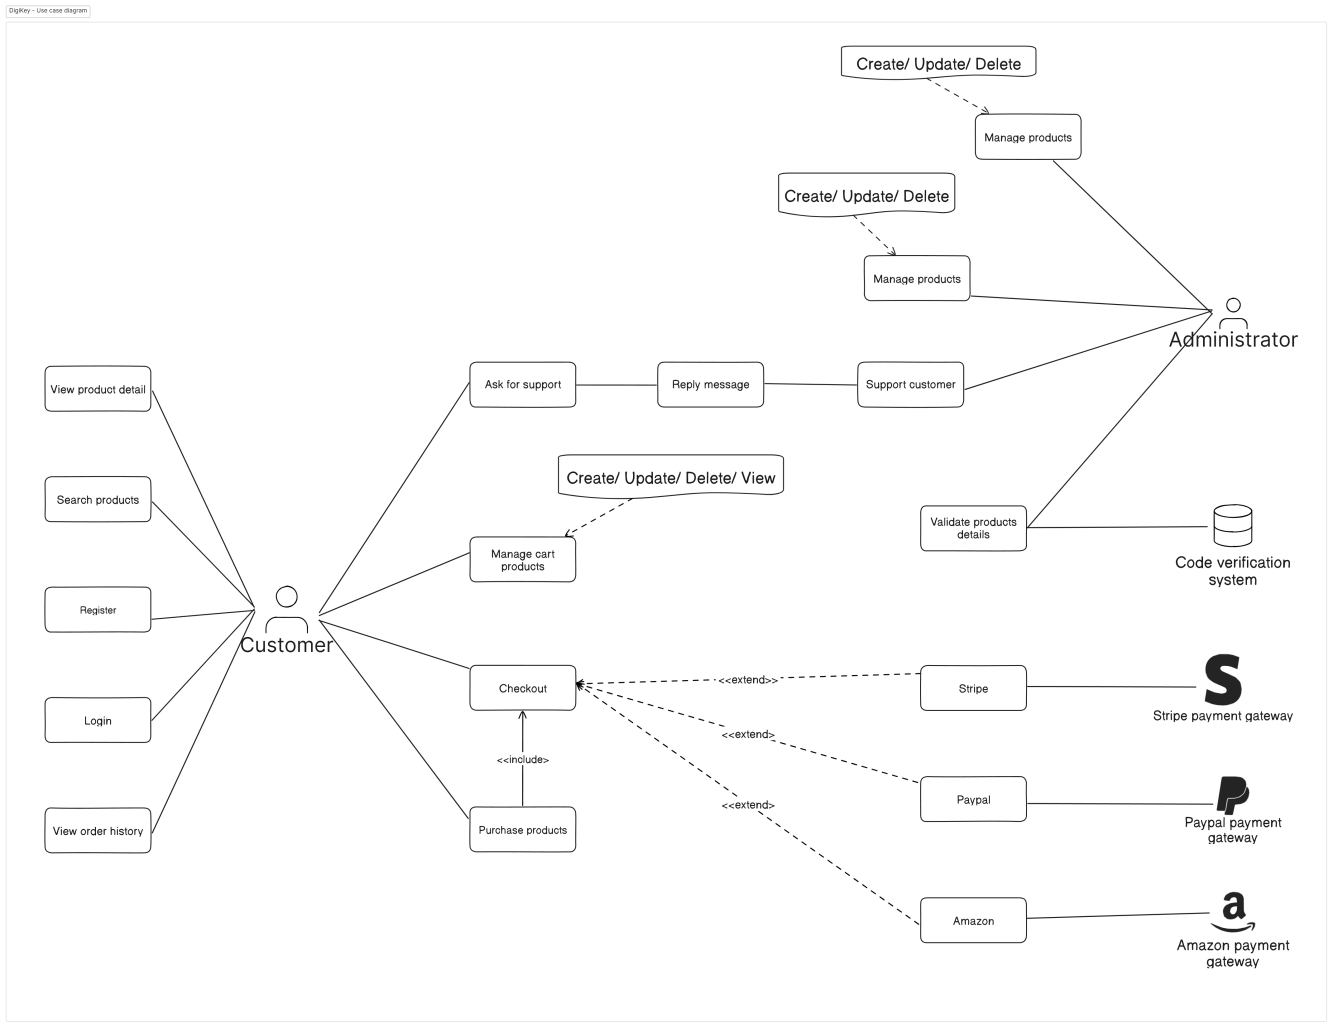 DigiKey - Use case diagram
Create/ Update/ Delete
Manage products
Create/ Update/ Delete
Manage products
Administrator
View product detail
Ask for support
Reply message
Support customer
Create/ Update/ Delete/ View
Search products
Validate products
details
Manage cart
products
Code verification
system
Register
Customer
Checkout
<<extend>>
Stripe
Stripe payment gateway
Login
<<extend>
<<include>
<<extend>
Paypal
Paypal payment
gateway
View order history
Purchase products
Amazon
a
Amazon payment
gateway